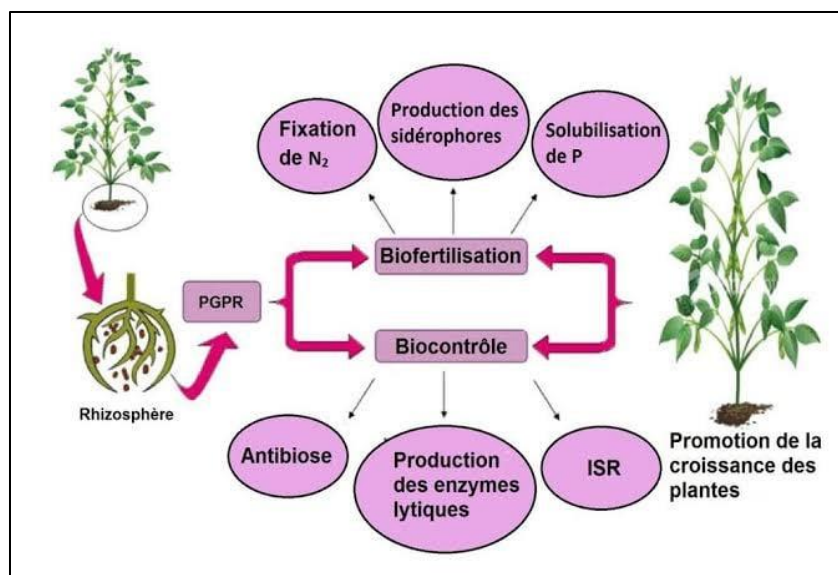 Fixation
de N₂
Production des
sidérophores
Solubilisation
de P
Biofertilisation
PGPR
Biocontrôle
Rhizosphère
Antibiose
Production
des enzymes
lytiques
ISR
Promotion de la
croissance des
plantes